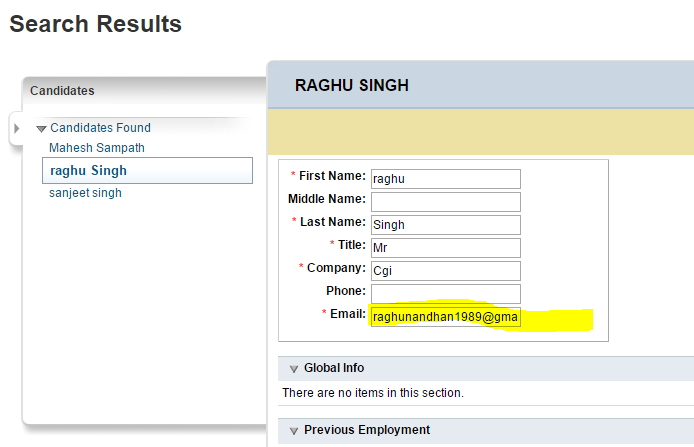 Search Results
Candidates
Candidates Found
Mahesh Sampath
raghu Singh
sanjeet singh
RAGHU SINGH
* First Name: raghu
Middle Name:
* Last Name: Singh
* Title: Mr
* Company: Cgi
Phone:
* Email: raghunandhan1989@gma
Global Info
There are no items in this section.
Previous Employment